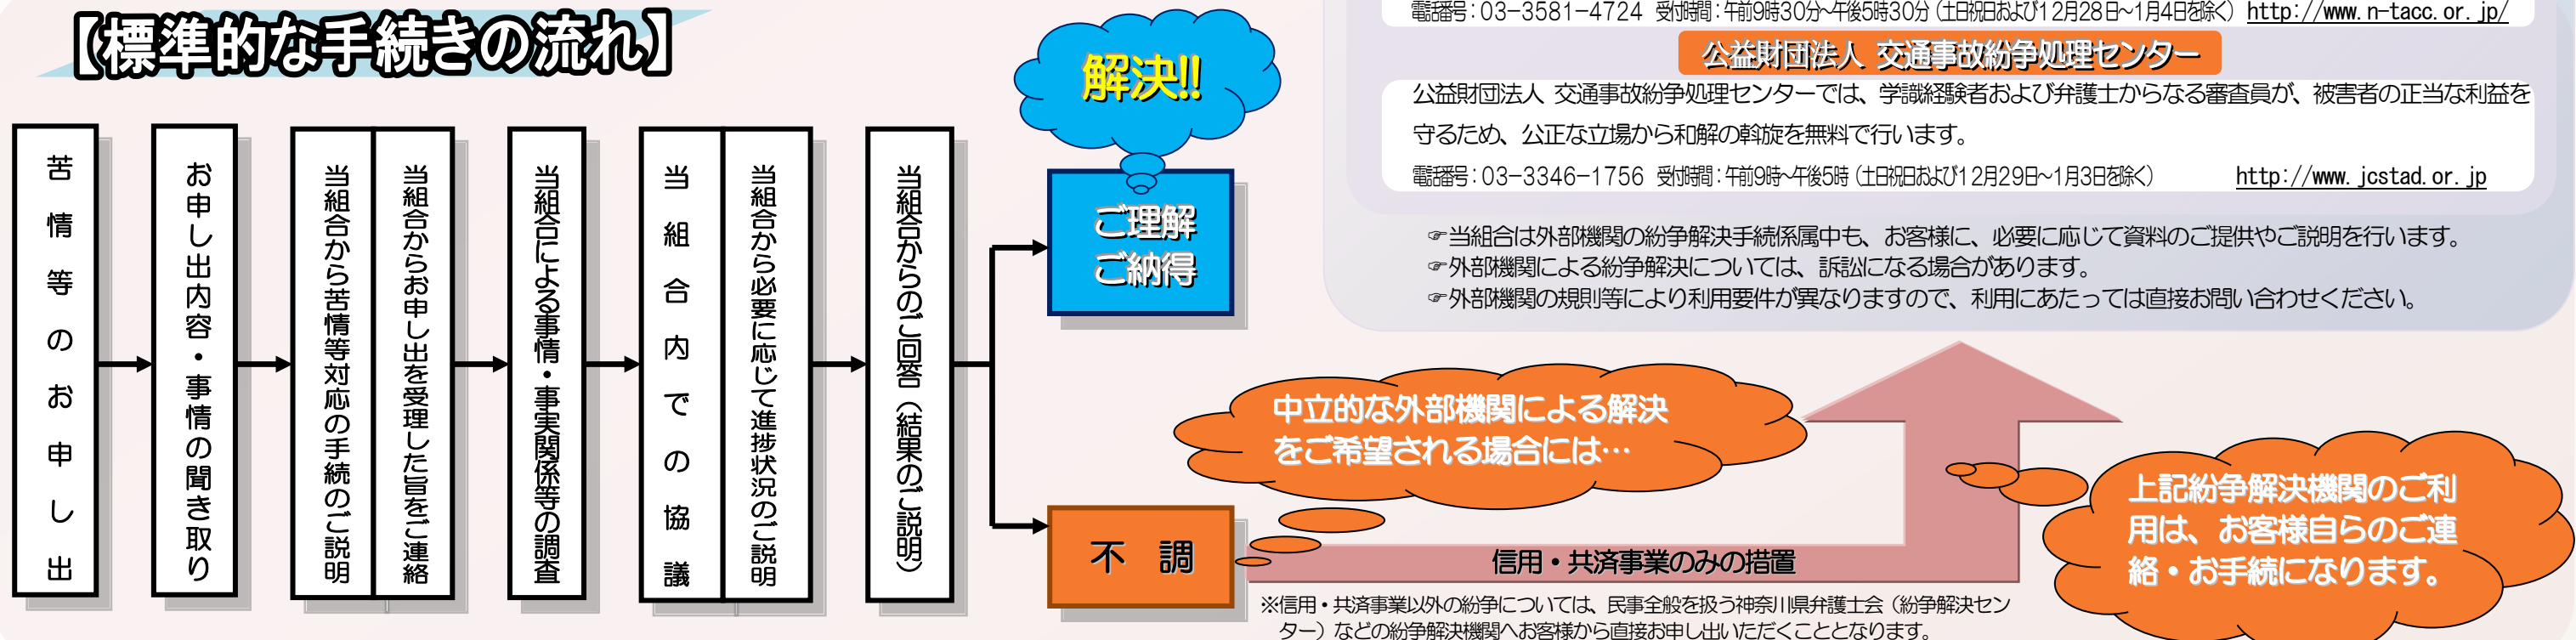 【標準的な手続きの流れ】
苦情等のお申し出
お申し出内容・事情の聞き取り
当組合からお申し出を受理した旨をご連絡
当組合から苦情等対応の手続のご説明
当組合による事情・事実関係等の調査
当組合内での協議
当組合から必要に応じて進捗状況のご説明
当組合からのご回答（結果のご説明）
解決!!
ご理解
ご納得
不　調
中立的な外部機関による解決
をご希望される場合には…
信用・共済事業のみの措置
※信用・共済事業以外の紛争については、民事全般を扱う神奈川県弁護士会（紛争解決セン
ター）などの紛争解決機関へお客様から直接お申し出いただくこととなります。
電話番号：03-3581-4724 受付時間：午前9時30分～午後5時30分（土日祝日および12月28日～1月4日を除く） http://www.n-tacc.or.jp/
公益財団法人 交通事故紛争処理センター
公益財団法人 交通事故紛争処理センターでは、学識経験者および弁護士からなる審査員が、被害者の正当な利益を
守るため、公正な立場から和解の斡旋を無料で行います。
電話番号：03-3346-1756 受付時間：午前9時～午後5時（土日祝日および12月29日～1月3日を除く） http://www.jcstad.or.jp
☞当組合は外部機関の紛争解決手続係属中も、お客様に、必要に応じて資料のご提供やご説明を行います。
☞外部機関による紛争解決については、訴訟になる場合があります。
☞外部機関の規則等により利用要件が異なりますので、利用にあたっては直接お問い合わせください。
上記紛争解決機関のご利
用は、お客様自らのご連
絡・お手続になります。